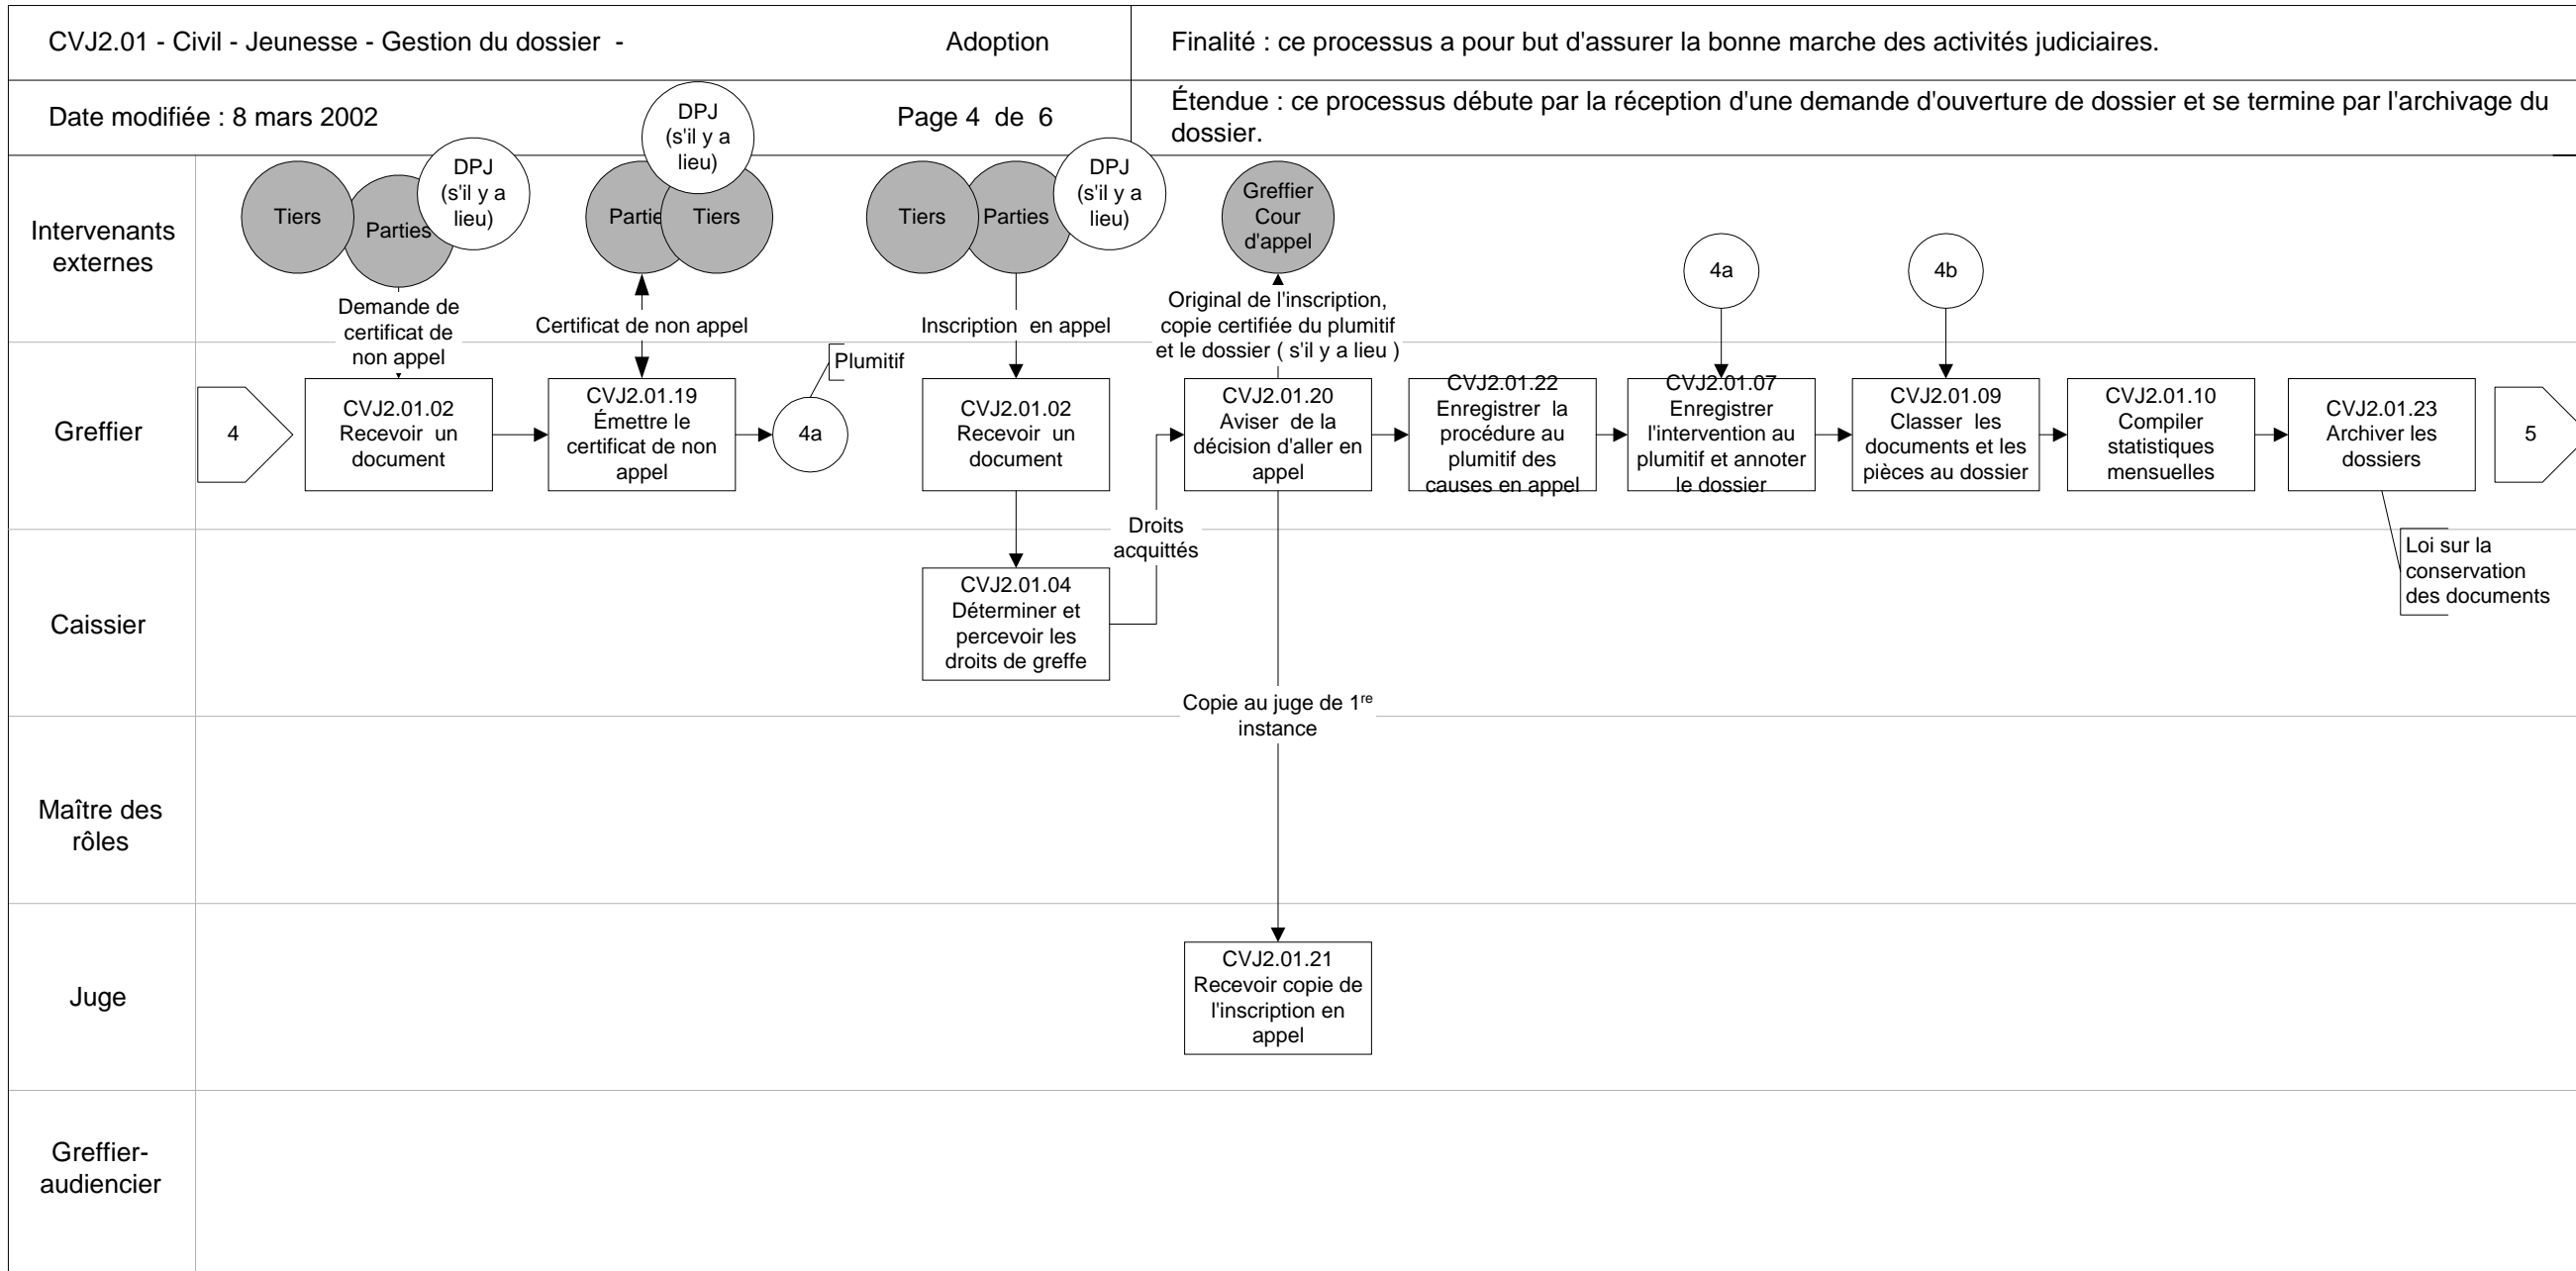 CVJ2.01 - Civil - Jeunesse - Gestion du dossier - Adoption
Finalité : ce processus a pour but d'assurer la bonne marche des activités judiciaires.
Date modifiée : 8 mars 2002
Page 4 de 6
Étendue : ce processus débute par la réception d'une demande d'ouverture de dossier et se termine par l'archivage du
dossier.
Intervenants
externes
Tiers
Parties
DPJ
(s'il y a
lieu)
Demande de
certificat de
non appel
DPJ
(s'il y a
lieu)
Partie
Tiers
Certificat de non appel
Tiers
Parties
DPJ
(s'il y a
lieu)
Inscription en appel
Greffier
Cour
d'appel
Original de l'inscription,
copie certifiée du plumitif
et le dossier ( s'il y a lieu )
4a
4b
Greffier
4
CVJ2.01.02
Recevoir un
document
CVJ2.01.19
Émettre le
certificat de non
appel
4a
Plumitif
CVJ2.01.02
Recevoir un
document
CVJ2.01.20
Aviser de la
décision d'aller en
appel
CVJ2.01.22
Enregistrer la
procédure au
plumitif des
causes en appel
CVJ2.01.07
Enregistrer
l'intervention au
plumitif et annoter
le dossier
CVJ2.01.09
Classer les
documents et les
pièces au dossier
CVJ2.01.10
Compiler
statistiques
mensuelles
CVJ2.01.23
Archiver les
dossiers
5
Droits
acquittés
Loi sur la
conservation
des documents
Caissier
CVJ2.01.04
Déterminer et
percevoir les
droits de greffe
Copie au juge de 1re
instance
Maître des
rôles
Juge
CVJ2.01.21
Recevoir copie de
l'inscription en
appel
Greffier-
audiencier